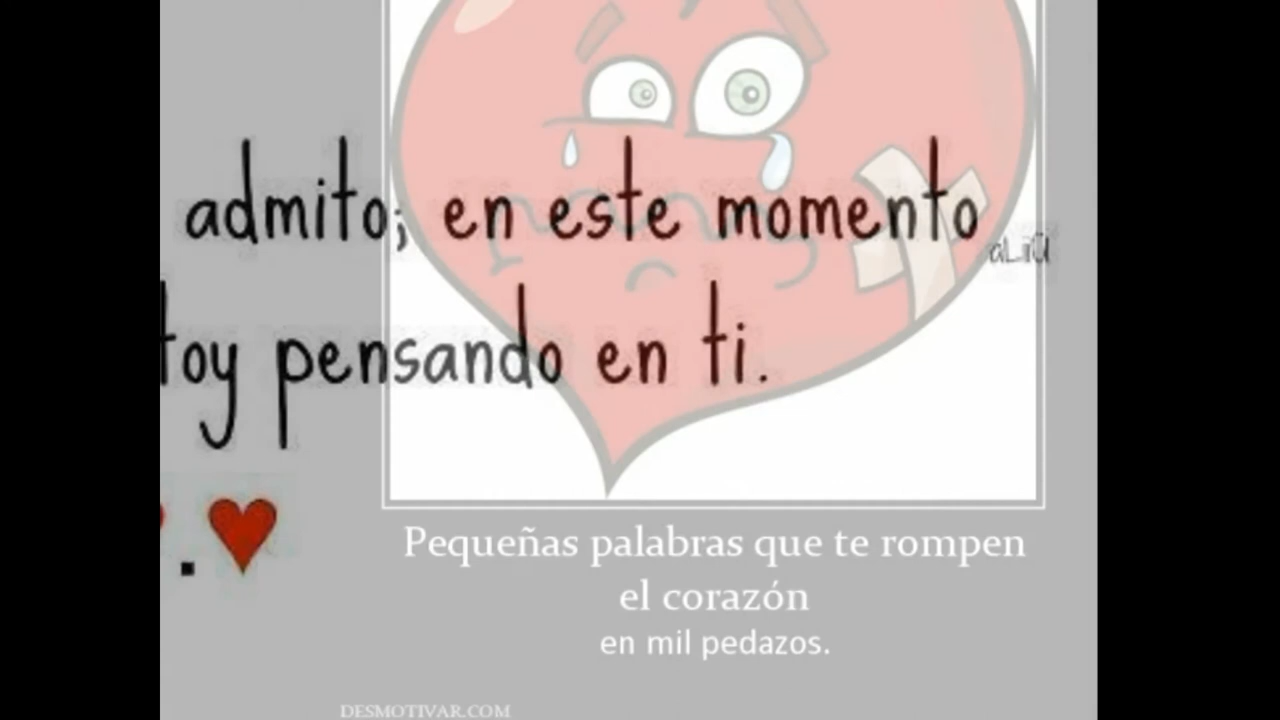 admito; en este momento
aLiCI
toy pensando en ti.
.♥
Pequeñas palabras que te rompen
el corazón
en mil pedazos.
DESMOTIVAR.COM